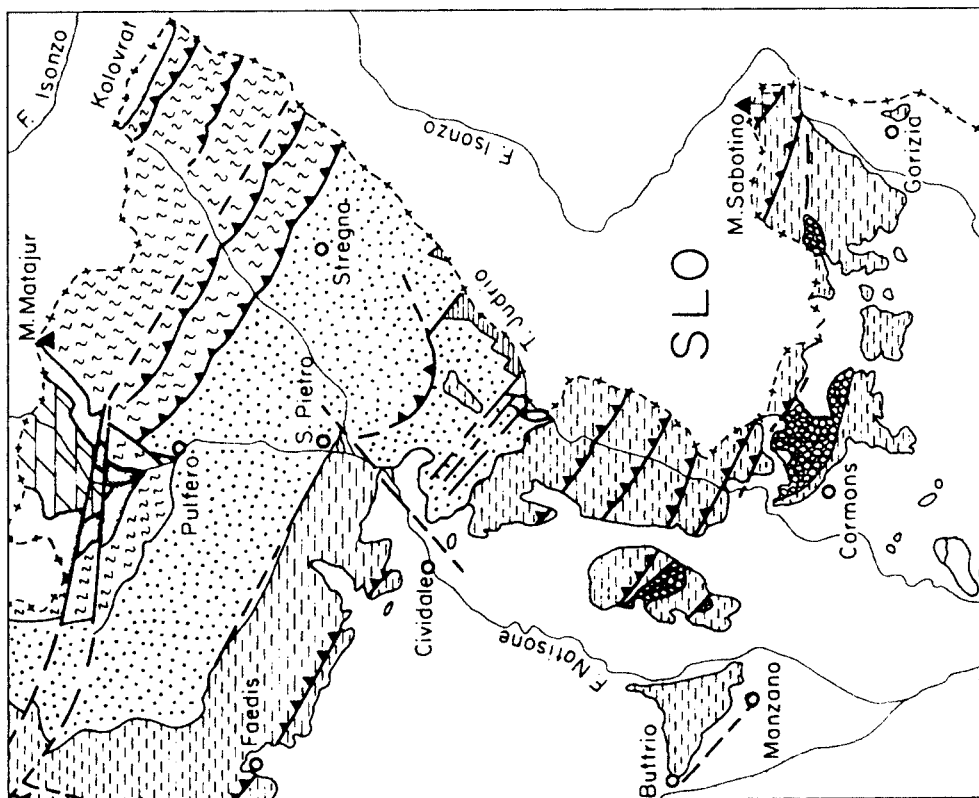 F. Isonzo
Kolovrat
M. Matajur
F. Isonzo
Pulfero
S. Pietro
Stregna
T. Judrio
SLO
M. Sabotino
Gorizia
Faedis
Cividale
F. Natisone
Cormons
Buttrio
Manzano